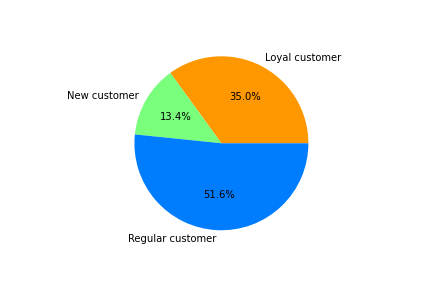 Loyal customer
35.0%
New customer
13.4%
51.6%
Regular customer